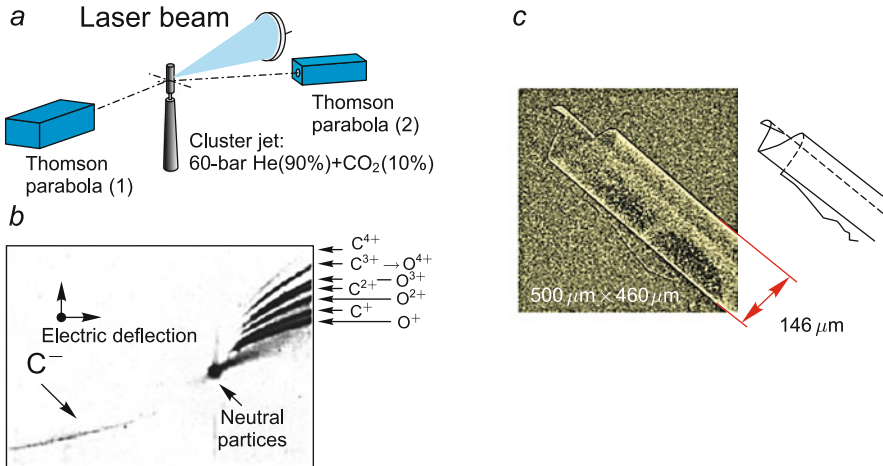 a
Laser beam
Thomson
parabola (2)
Cluster jet:
60-bar He(90%)+CO₂(10%)
Thomson
parabola (1)
b
C⁴⁺
C³⁺ → O⁴⁺
O³⁺
C²⁺
O²⁺
C⁺
O⁺
Electric deflection
C⁻
Neutral
partices
c
500 μm × 460 μm
146 μm